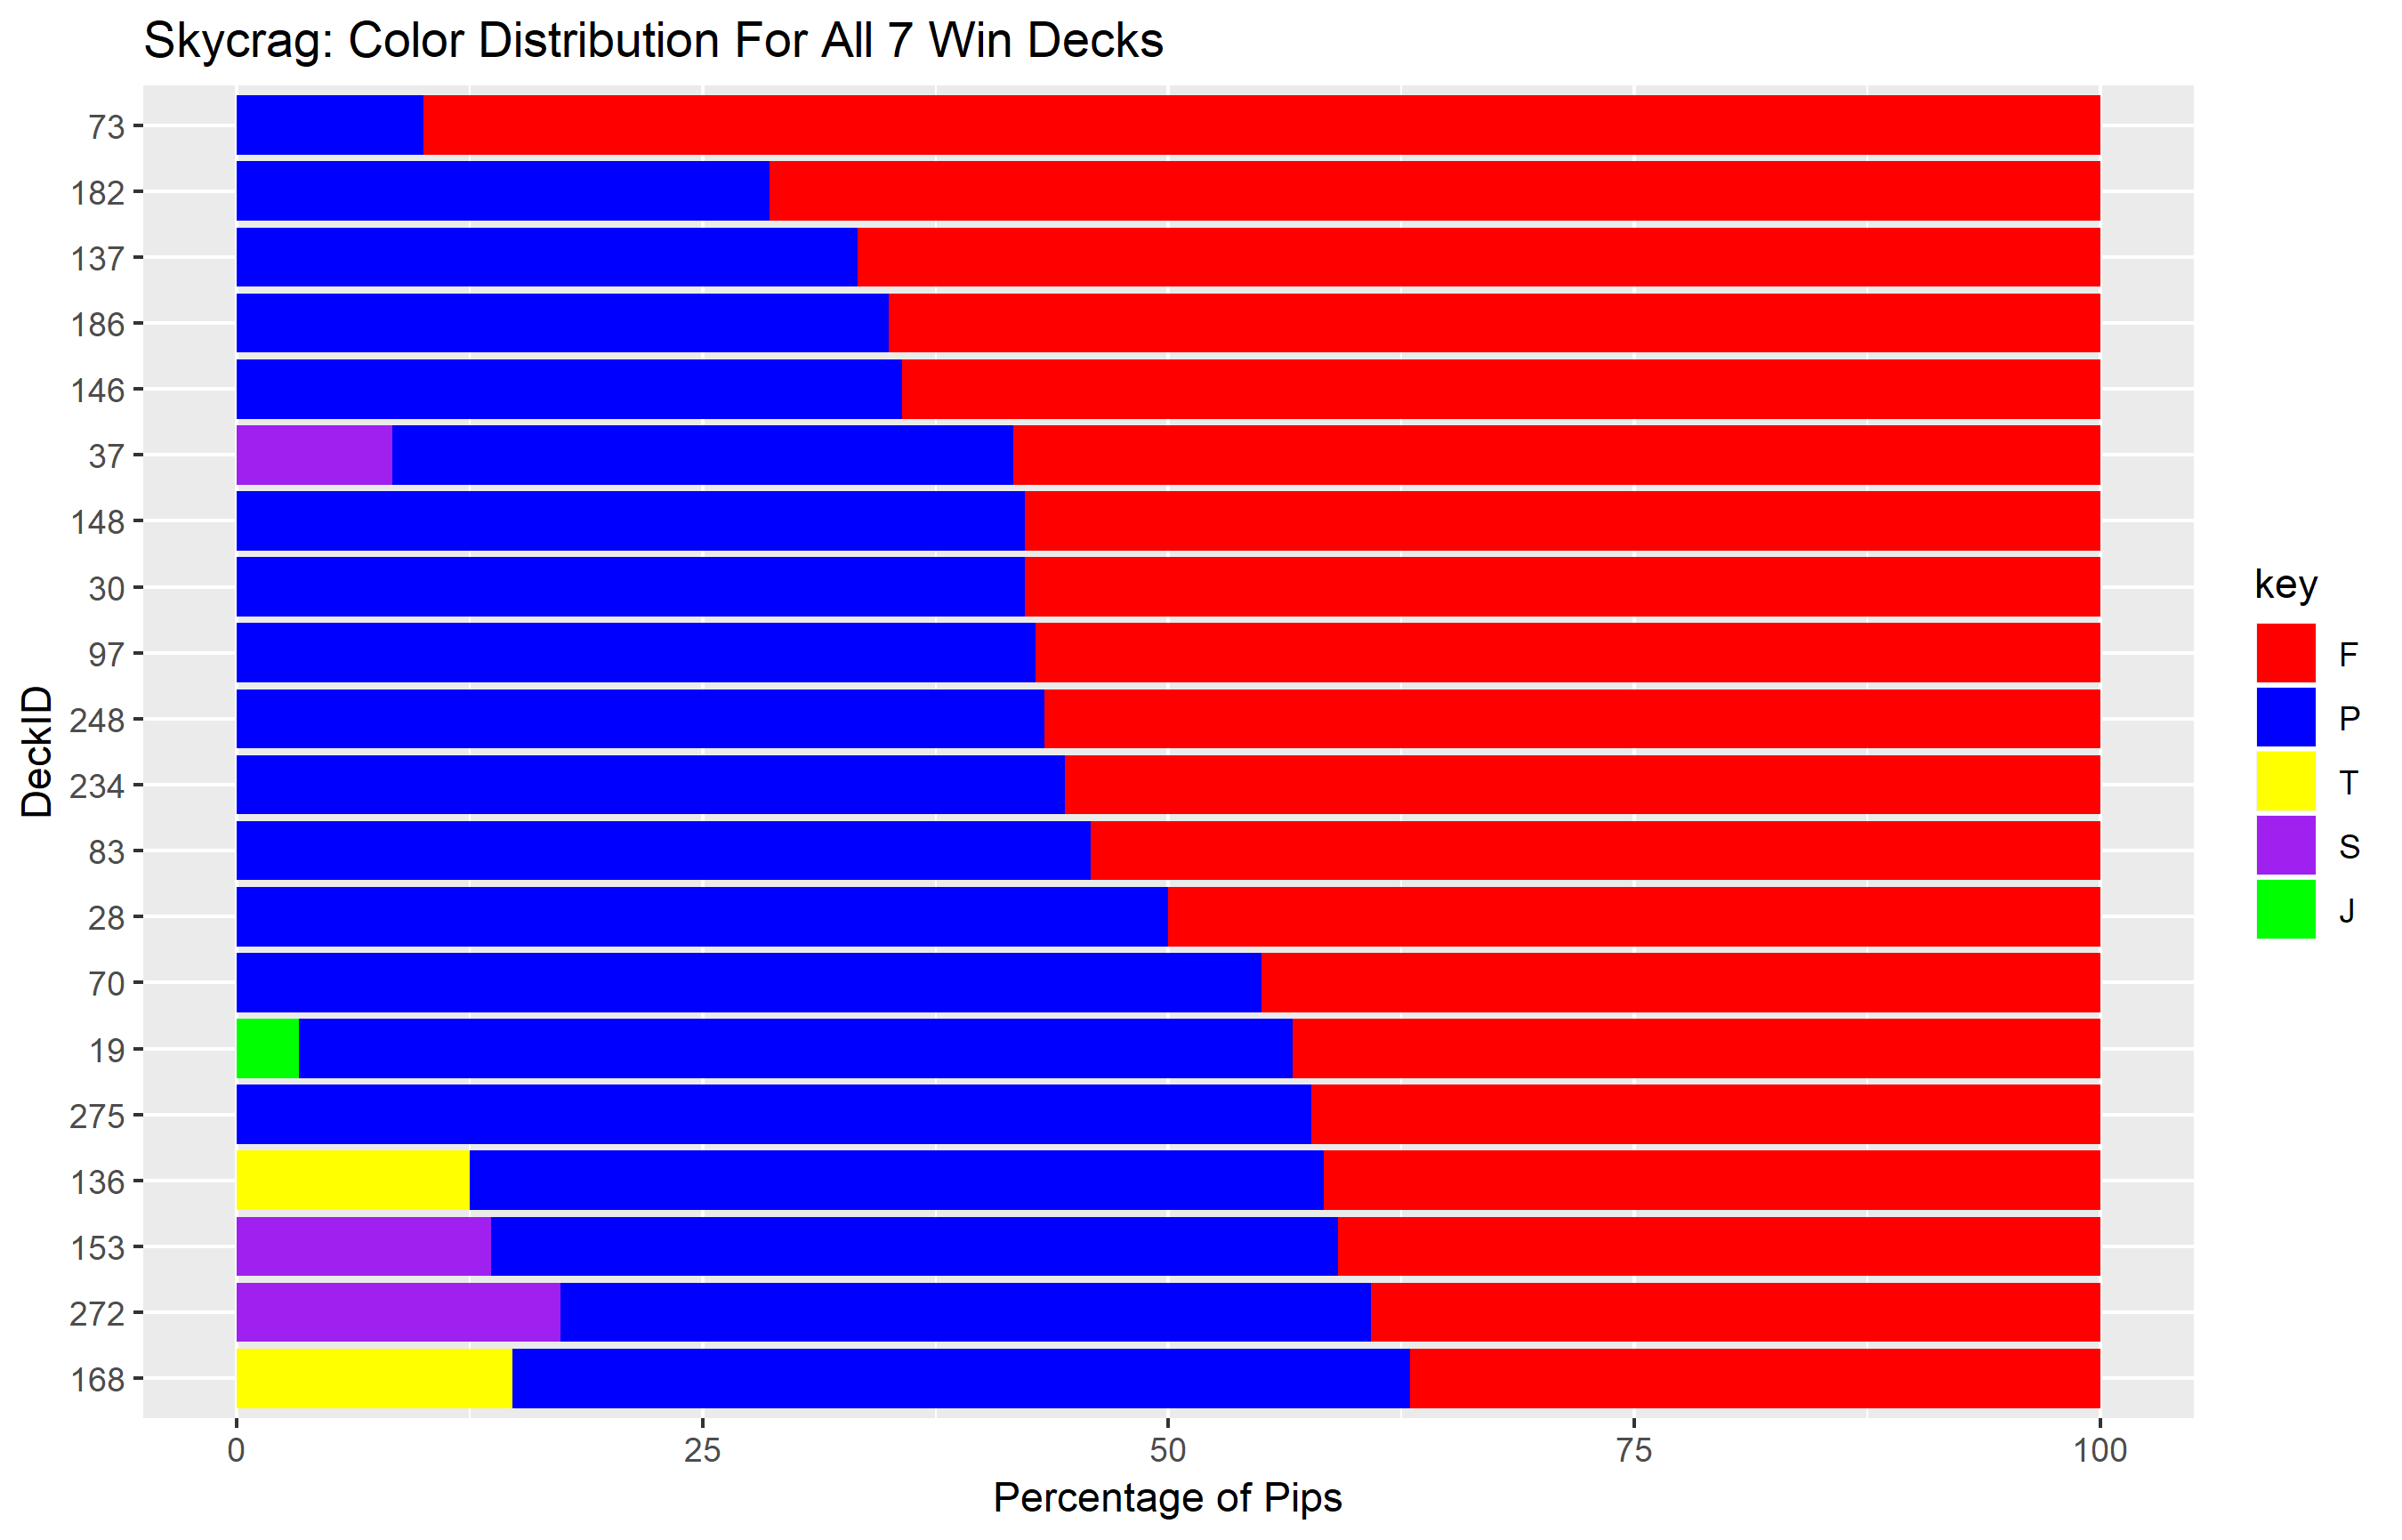 Skycrag: Color Distribution For All 7 Win Decks
DeckID
73
182
137
186
146
37
148
30
97
248
234
83
28
70
19
275
136
153
272
168
0 25 50 75 100
Percentage of Pips
key
F
P
T
S
J